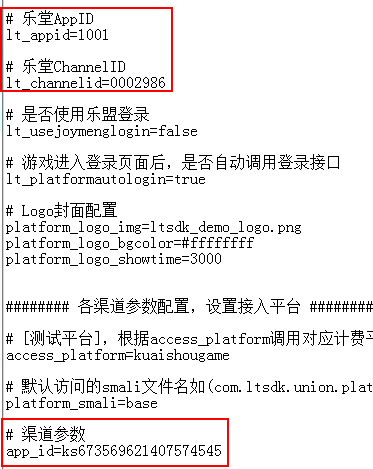 # 乐堂AppID
lt_appid=1001
# 乐堂ChannelID
lt_channelid=0002986
# 是否使用乐盟登录
lt_usejoymenglogin=false
# 游戏进入登录页面后，是否自动调用登录接口
lt_platformautologin=true
# Logo封面配置
platform_logo_img=ltsdk_demo_logo.png
platform_logo_bgcolor=#ffffffff
platform_logo_showtime=3000
######## 各渠道参数配置，设置接入平台 ########
# [测试平台]，根据access_platform调用对应计费平
access_platform=kuaishougame
# 默认访问的smali文件名如(com.ltsdk.union.plat
platform_smali=base
# 渠道参数
app_id=ks673569621407574545